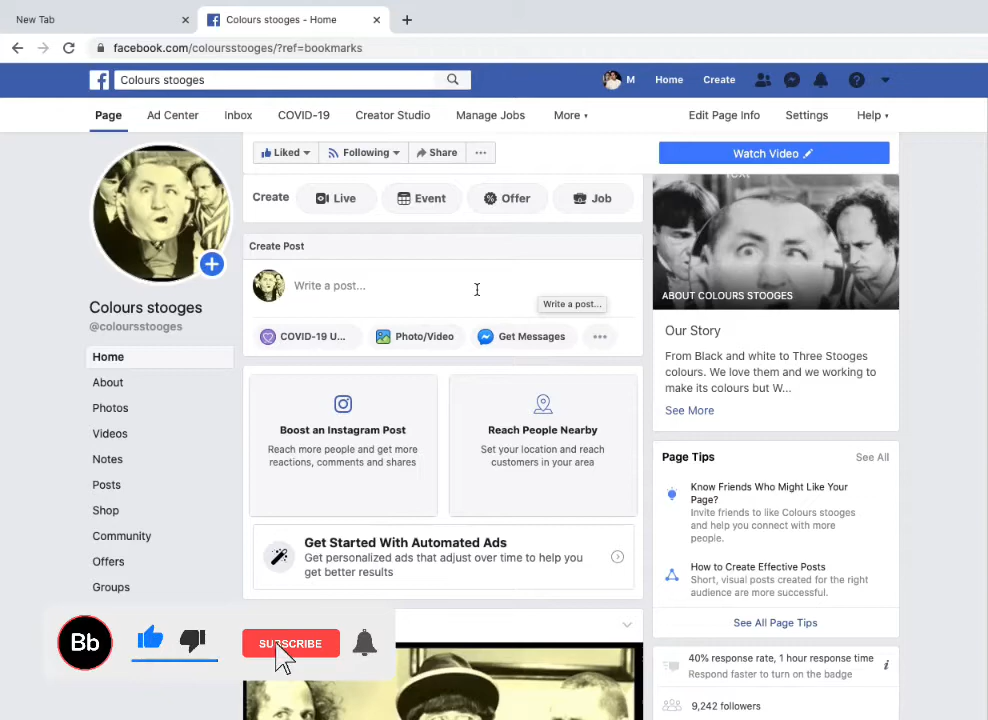 New Tab
Colours stooges - Home
facebook.com/coloursstooges/?ref=bookmarks
Colours stooges
M
Home
Create
Page
Ad Center
Inbox
COVID-19
Creator Studio
Manage Jobs
More
Edit Page Info
Settings
Help
Liked
Following
Share
Watch Video
Create
Live
Event
Offer
Job
Create Post
Write a post...
Write a post...
COVID-19 U...
Photo/Video
Get Messages
Colours stooges
@coloursstooges
Home
About
Photos
Videos
Notes
Posts
Shop
Community
Offers
Groups
Boost an Instagram Post
Reach more people and get more
reactions, comments and shares
Reach People Nearby
Set your location and reach
customers in your area
Get Started With Automated Ads
Get personalized ads that adjust over time to help you
get better results
ABOUT COLOURS STOOGES
Our Story
From Black and white to Three Stooges
colours. We love them and we working to
make its colours but W...
See More
Page Tips
See All
Know Friends Who Might Like Your
Page?
Invite friends to like Colours stooges
and help you connect with more
people.
How to Create Effective Posts
Short, visual posts created for the right
audience are more successful.
See All Page Tips
40% response rate, 1 hour response time
Respond faster to turn on the badge
9,242 followers
Bb
SUBSCRIBE